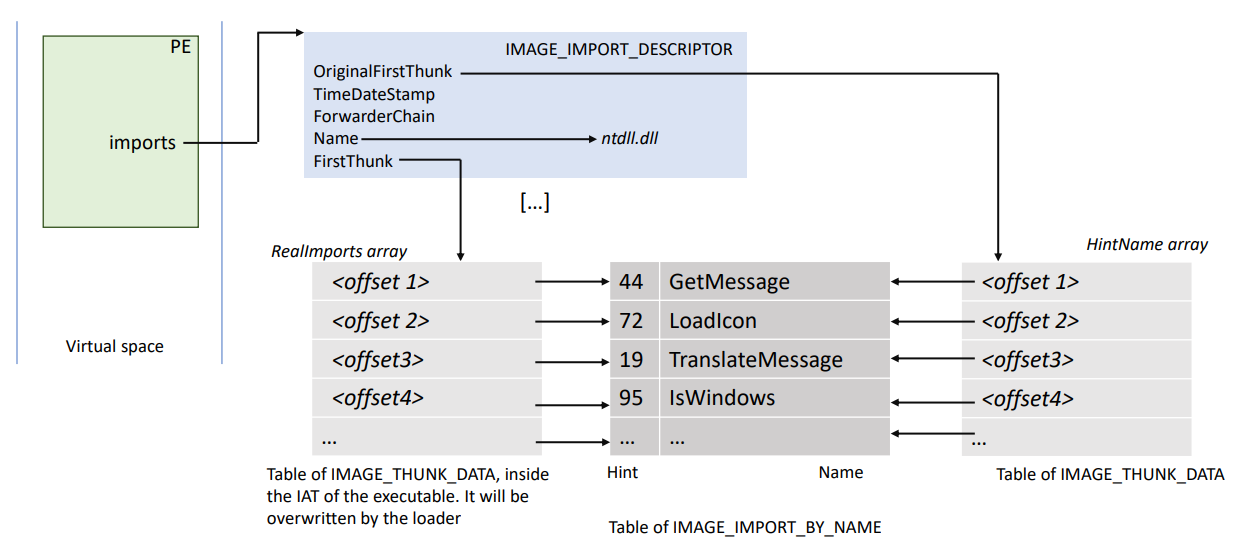 PE
imports
Virtual space
IMAGE_IMPORT_DESCRIPTOR
OriginalFirstThunk
TimeDateStamp
ForwarderChain
Name
ntdll.dll
FirstThunk
[...]
RealImports array
<offset 1>
<offset 2>
<offset3>
<offset4>
...
Table of IMAGE_THUNK_DATA, inside
the IAT of the executable. It will be
overwritten by the loader
44 GetMessage
72 LoadIcon
19 TranslateMessage
95 IsWindows
... ...
Hint Name
Table of IMAGE_IMPORT_BY_NAME
HintName array
<offset 1>
<offset 2>
<offset3>
<offset4>
...
Table of IMAGE_THUNK_DATA